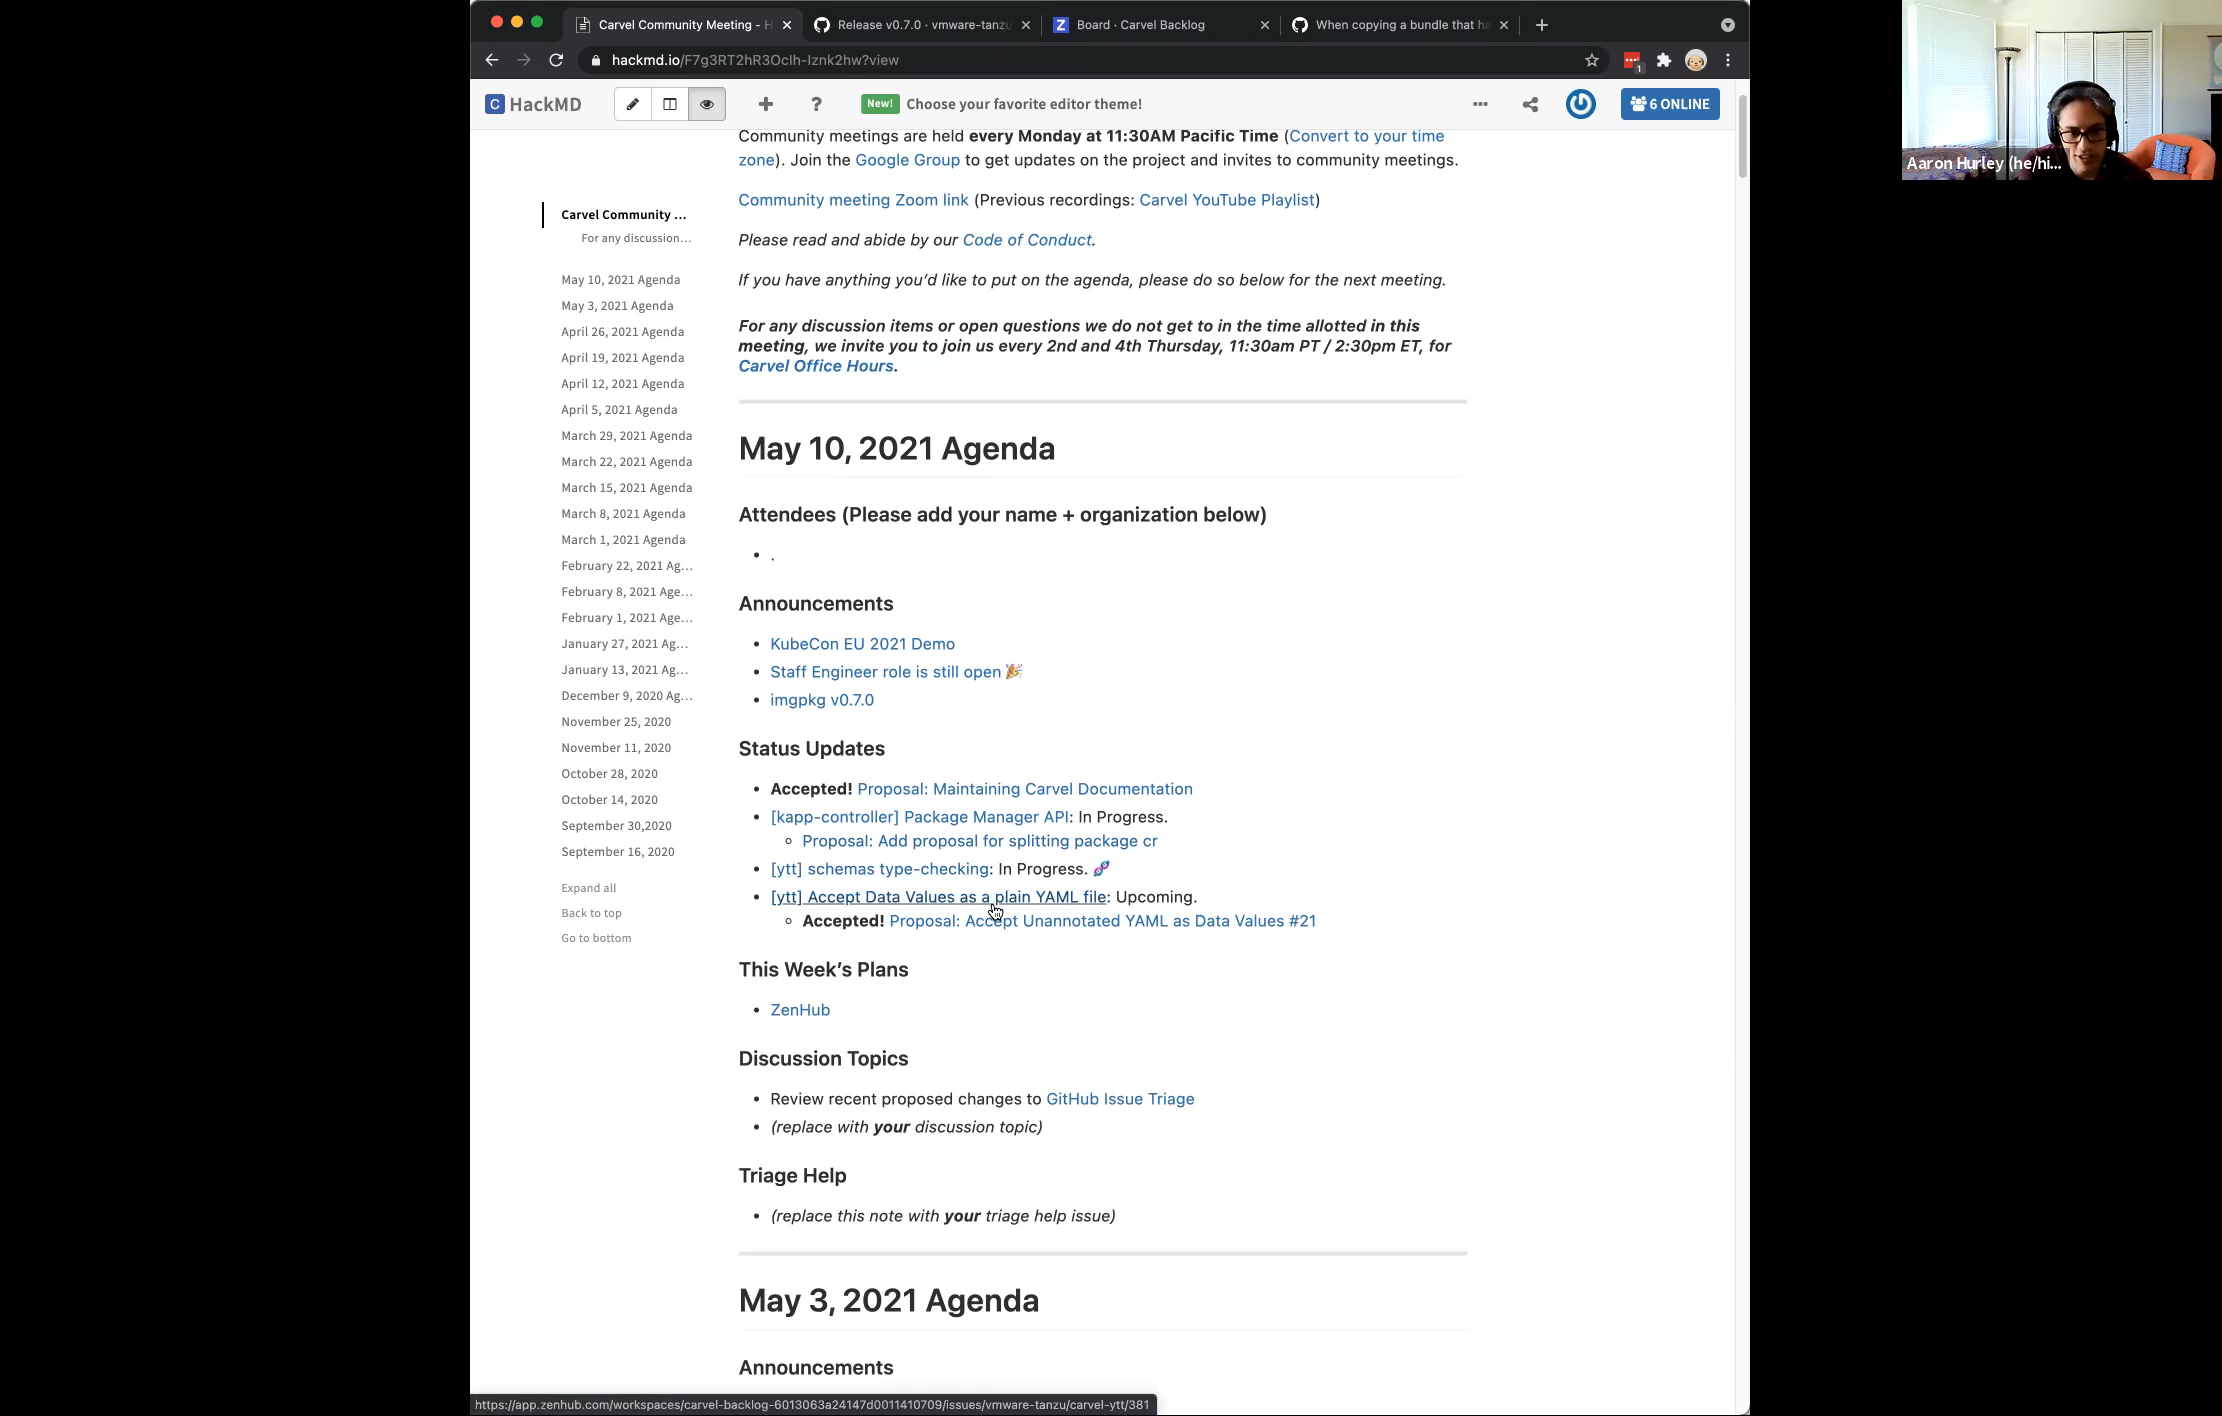 Carvel Community Meeting - H
Release v0.7.0 · vmware-tanzu
Board · Carvel Backlog
When copying a bundle that ha
hackmd.io/F7g3RT2hR3OcIh-Iznk2hw?view
1
HackMD
New! Choose your favorite editor theme!
6 ONLINE
Aaron Hurley (he/hi...
Carvel Community ...
For any discussion...
May 10, 2021 Agenda
May 3, 2021 Agenda
April 26, 2021 Agenda
April 19, 2021 Agenda
April 12, 2021 Agenda
April 5, 2021 Agenda
March 29, 2021 Agenda
March 22, 2021 Agenda
March 15, 2021 Agenda
March 8, 2021 Agenda
March 1, 2021 Agenda
February 22, 2021 Ag...
February 8, 2021 Age...
February 1, 2021 Age...
January 27, 2021 Ag...
January 13, 2021 Ag...
December 9, 2020 Ag...
November 25, 2020
November 11, 2020
October 28, 2020
October 14, 2020
September 30,2020
September 16, 2020
Expand all
Back to top
Go to bottom
Community meetings are held every Monday at 11:30AM Pacific Time (Convert to your time
zone). Join the Google Group to get updates on the project and invites to community meetings.
Community meeting Zoom link (Previous recordings: Carvel YouTube Playlist)
Please read and abide by our Code of Conduct.
If you have anything you’d like to put on the agenda, please do so below for the next meeting.
For any discussion items or open questions we do not get to in the time allotted in this
meeting, we invite you to join us every 2nd and 4th Thursday, 11:30am PT / 2:30pm ET, for
Carvel Office Hours.
May 10, 2021 Agenda
Attendees (Please add your name + organization below)
• .
Announcements
• KubeCon EU 2021 Demo
• Staff Engineer role is still open 🎉
• imgpkg v0.7.0
Status Updates
• Accepted! Proposal: Maintaining Carvel Documentation
• [kapp-controller] Package Manager API: In Progress.
◦ Proposal: Add proposal for splitting package cr
• [ytt] schemas type-checking: In Progress. 🧬
• [ytt] Accept Data Values as a plain YAML file: Upcoming.
◦ Accepted! Proposal: Accept Unannotated YAML as Data Values #21
This Week’s Plans
• ZenHub
Discussion Topics
• Review recent proposed changes to GitHub Issue Triage
• (replace with your discussion topic)
Triage Help
• (replace this note with your triage help issue)
May 3, 2021 Agenda
Announcements
https://app.zenhub.com/workspaces/carvel-backlog-6013063a24147d0011410709/issues/vmware-tanzu/carvel-ytt/381